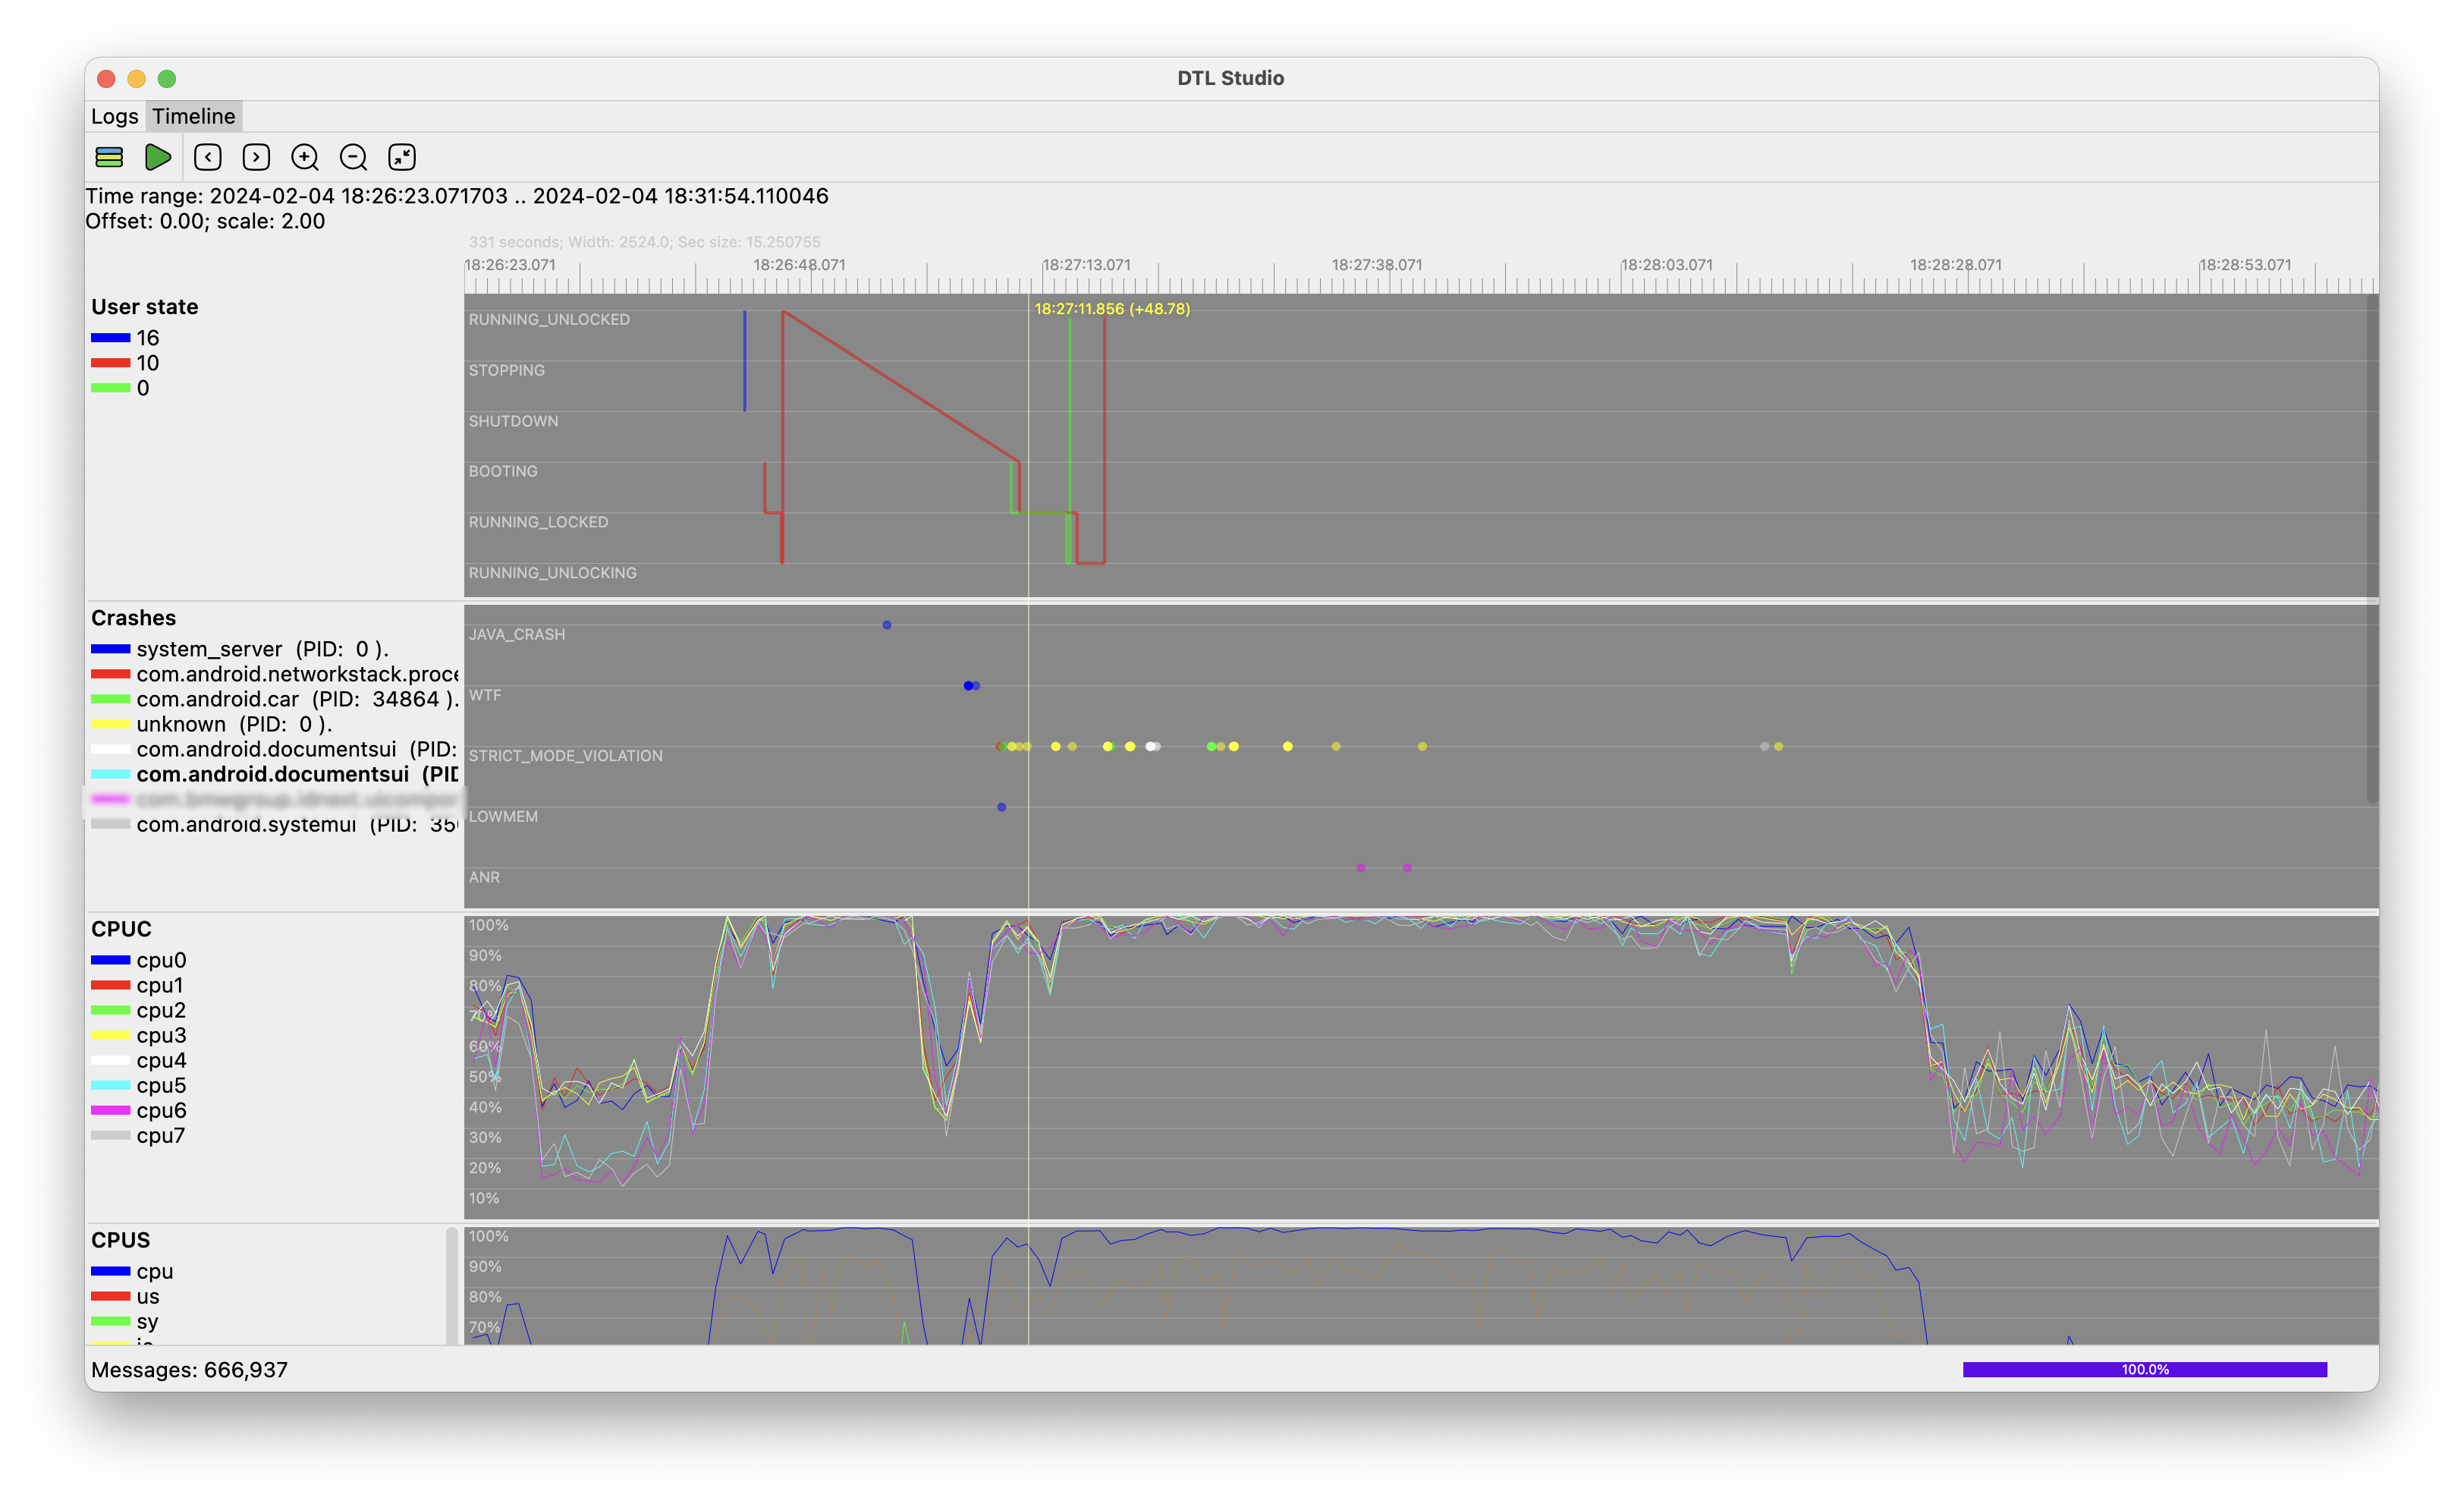 DTL Studio
Logs Timeline
Time range: 2024-02-04 18:26:23.071703 .. 2024-02-04 18:31:54.110046
Offset: 0.00; scale: 2.00
331 seconds; Width: 2524.0; Sec size: 15.250755
18:26:23.071 18:26:48.071 18:27:13.071 18:27:38.071 18:28:03.071 18:28:28.071 18:28:53.071
User state
16
10
0
18:27:11.856 (+48.78)
RUNNING_UNLOCKED
STOPPING
SHUTDOWN
BOOTING
RUNNING_LOCKED
RUNNING_UNLOCKING
Crashes
system_server (PID: 0 ).
com.android.networkstack.proce
com.android.car (PID: 34864 ).
unknown (PID: 0 ).
com.android.documentsui (PID:
com.android.documentsui (PID
com.bmwgroup.idnext.uicompon
com.android.systemui (PID: 350
JAVA_CRASH
WTF
STRICT_MODE_VIOLATION
LOWMEM
ANR
CPUC
cpu0
cpu1
cpu2
cpu3
cpu4
cpu5
cpu6
cpu7
100%
90%
80%
70%
60%
50%
40%
30%
20%
10%
CPUS
cpu
us
sy
100%
90%
80%
70%
Messages: 666,937
100.0%